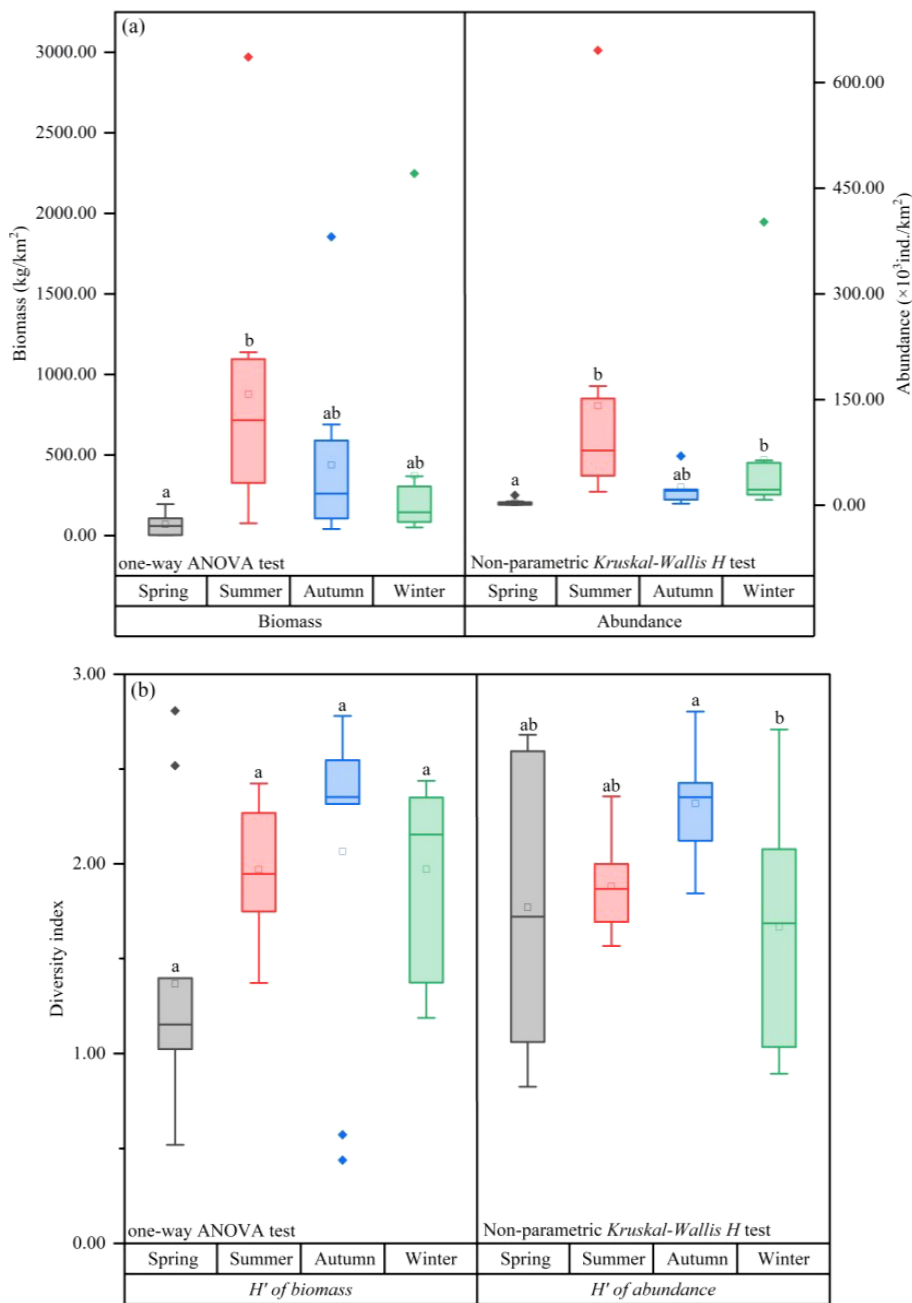 (a)
3000.00
2500.00
2000.00
1500.00
1000.00
500.00
0.00
Biomass (kg/km²)
600.00
450.00
300.00
150.00
0.00
Abundance (×10³ind./km²)
a
b
ab
ab
a
b
ab
b
one-way ANOVA test
Non-parametric Kruskal-Wallis H test
Spring Summer Autumn Winter Spring Summer Autumn Winter
Biomass Abundance
(b)
3.00
2.00
1.00
0.00
Diversity index
a
a
a
a
ab
ab
a
b
one-way ANOVA test
Non-parametric Kruskal-Wallis H test
Spring Summer Autumn Winter Spring Summer Autumn Winter
H' of biomass H' of abundance